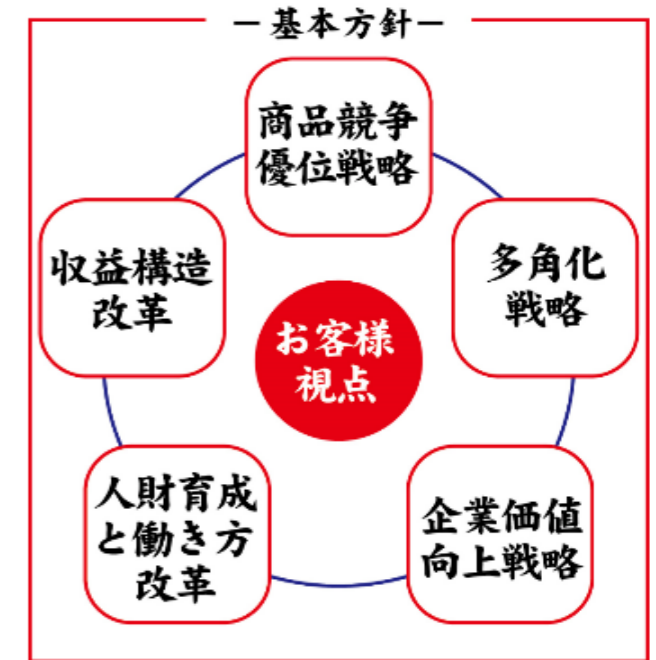 －基本方針－
商品競争
優位戦略
収益構造
改革
多角化
戦略
お客様
視点
人財育成
と働き方
改革
企業価値
向上戦略